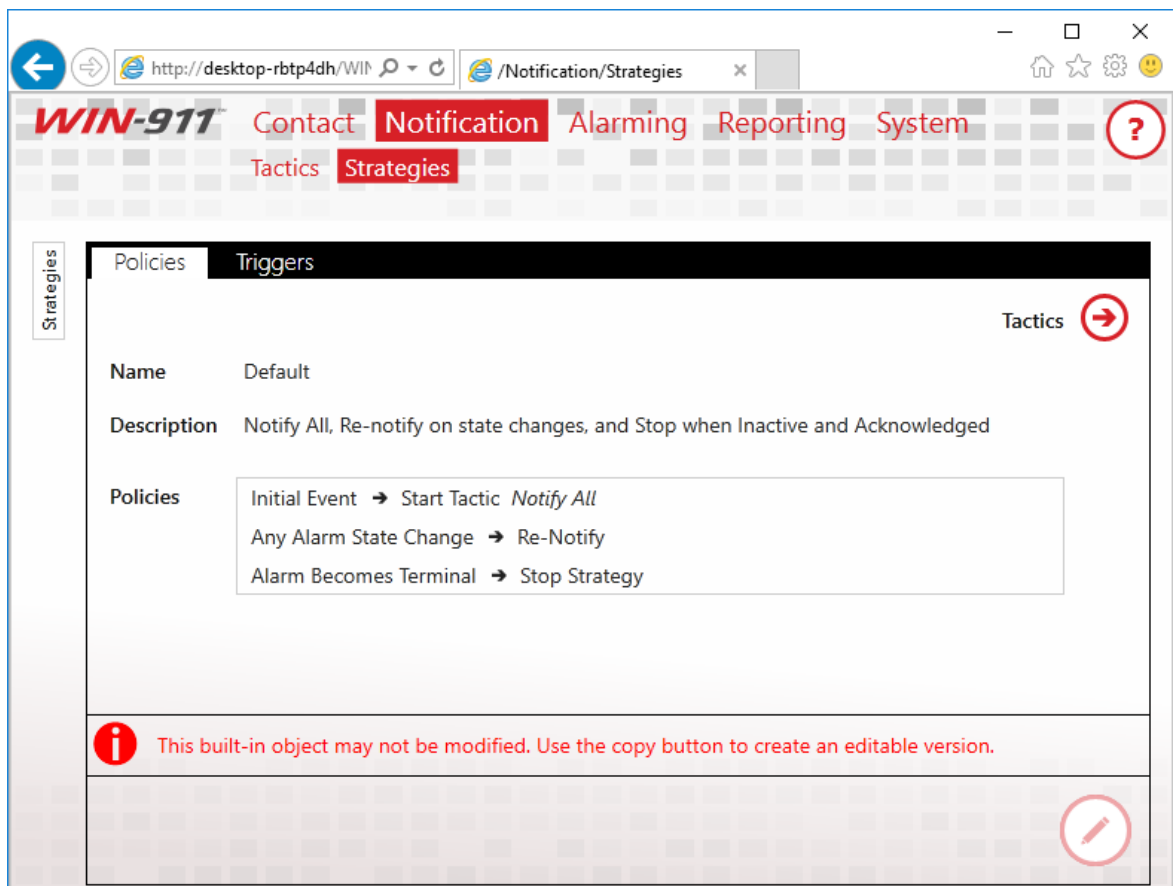 http://desktop-rbtp4dh/WIN
/Notification/Strategies
WIN-911™ Contact Notification Alarming Reporting System ?
Tactics Strategies
Strategies
Policies Triggers
Tactics
Name Default
Description Notify All, Re-notify on state changes, and Stop when Inactive and Acknowledged
Policies Initial Event ➔ Start Tactic Notify All
Any Alarm State Change ➔ Re-Notify
Alarm Becomes Terminal ➔ Stop Strategy
This built-in object may not be modified. Use the copy button to create an editable version.